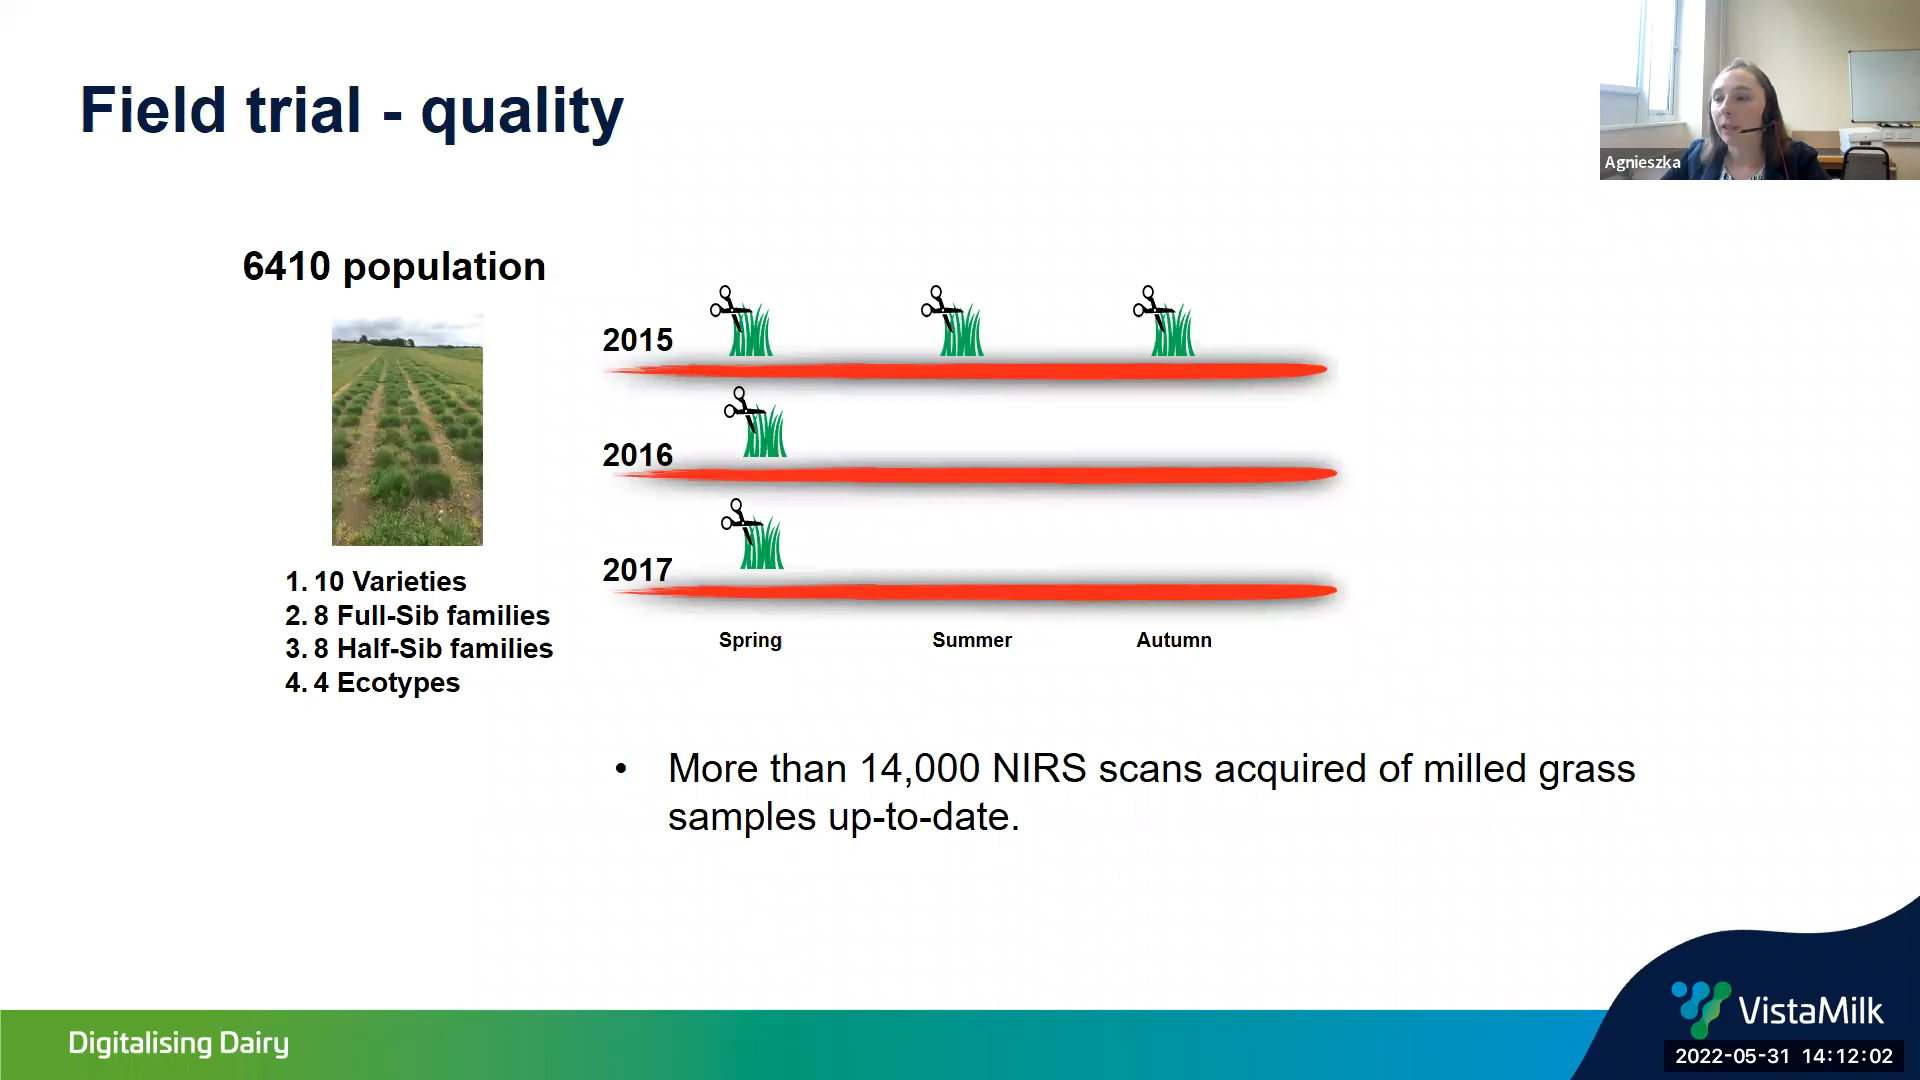 Field trial - quality
Agnieszka
6410 population
2015
2016
2017
1. 10 Varieties
2. 8 Full-Sib families
3. 8 Half-Sib families
4. 4 Ecotypes
Spring Summer Autumn
• More than 14,000 NIRS scans acquired of milled grass
samples up-to-date.
Digitalising Dairy
VistaMilk
2022-05-31 14:12:02